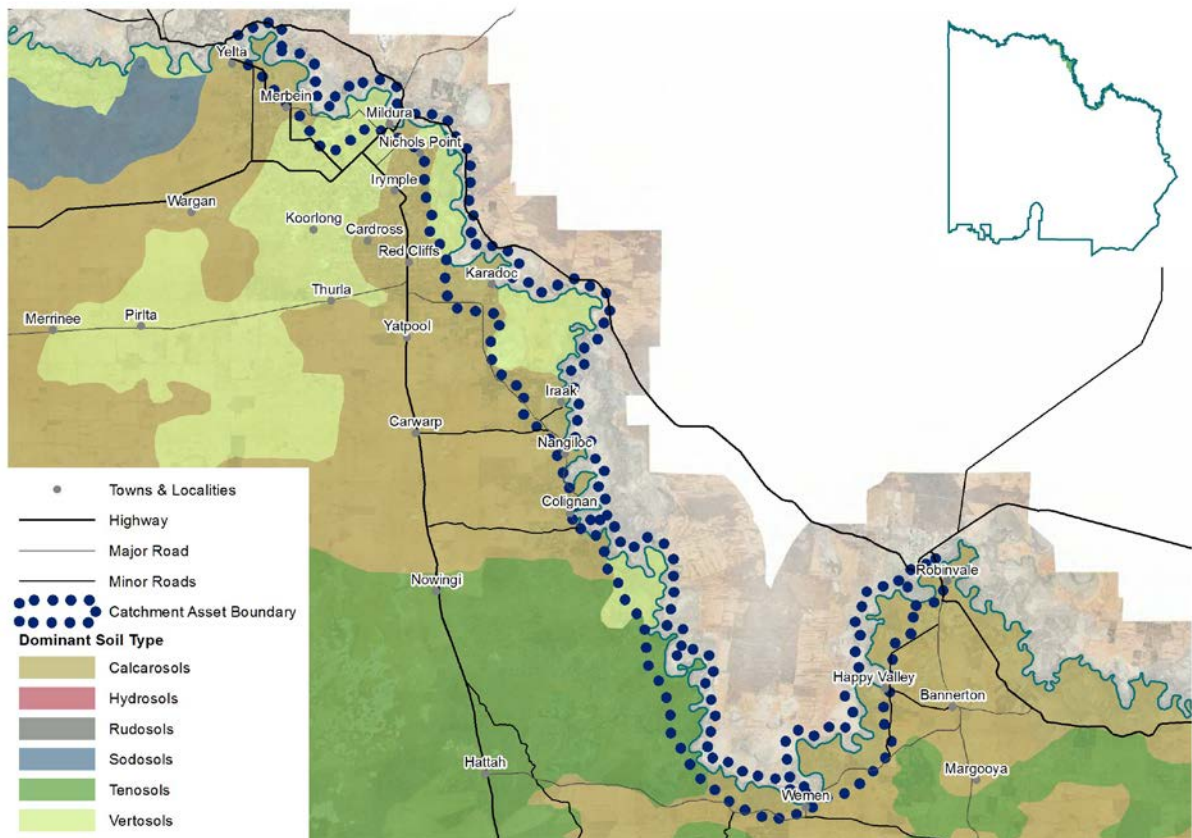 Yelta
Merbein
Mildura
Nichols Point
Irymple
Wargan
Koorlong
Cardross
Red Cliffs
Karadoc
Thurla
Merrinee
Pirlta
Yatpool
Iraak
Carwarp
Nangiloc
Colignan
Nowingi
Robinvale
Happy Valley
Bannerton
Hattah
Margooya
Wemen
Towns & Localities
Highway
Major Road
Minor Roads
Catchment Asset Boundary
Dominant Soil Type
Calcarosols
Hydrosols
Rudosols
Sodosols
Tenosols
Vertosols